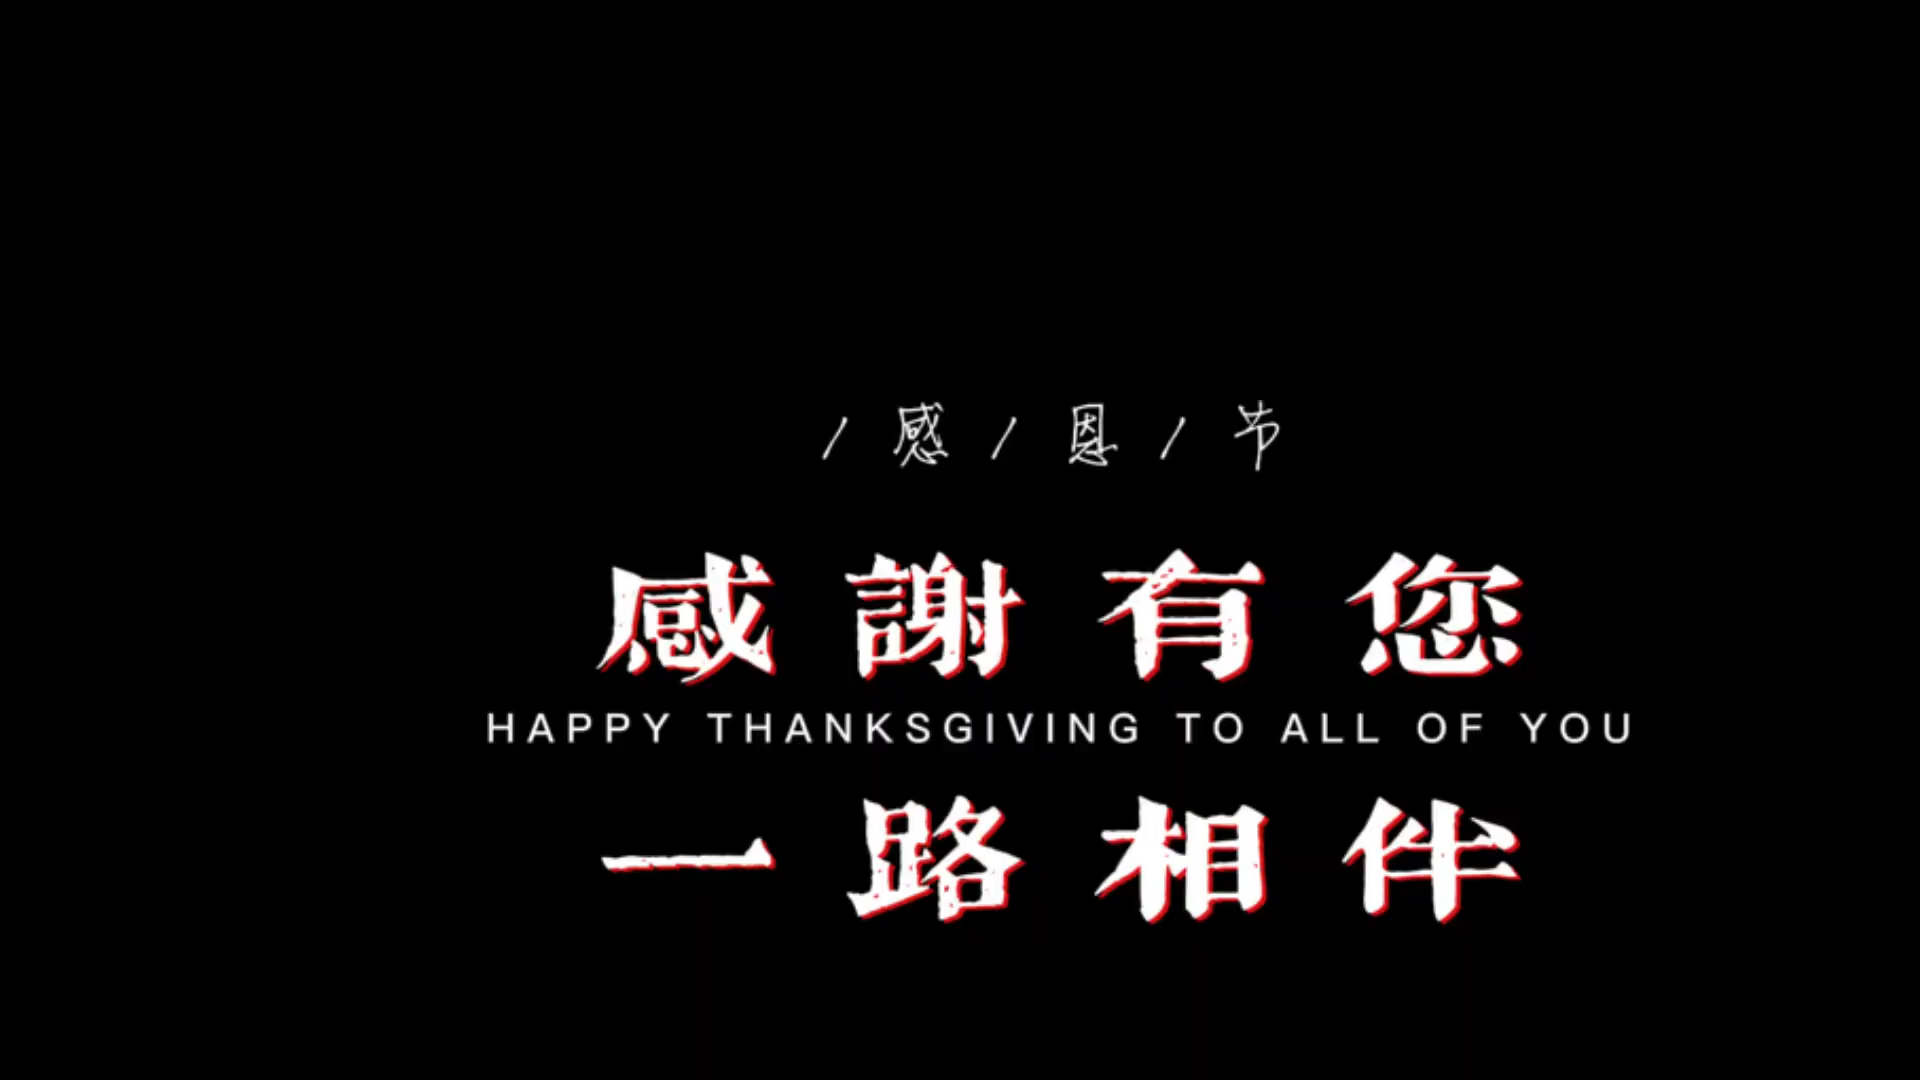 / 感 / 恩 / 节
感謝有您
HAPPY THANKSGIVING TO ALL OF YOU
一路相伴